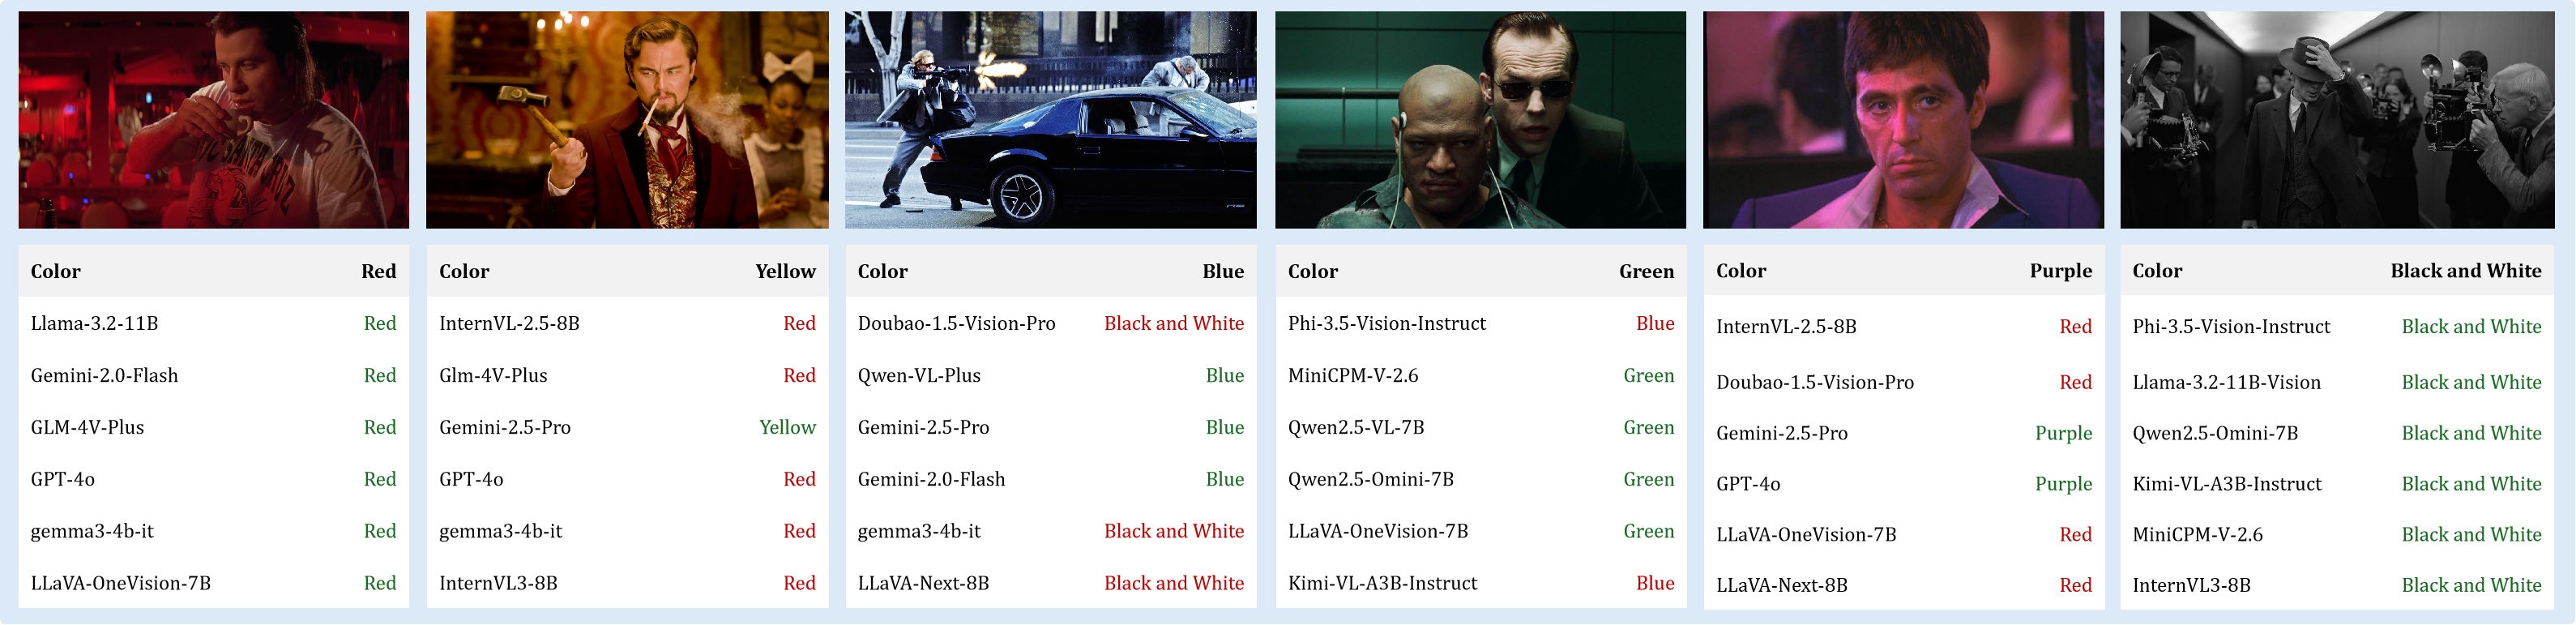 Color Red
Llama-3.2-11B Red
Gemini-2.0-Flash Red
GLM-4V-Plus Red
GPT-4o Red
gemma3-4b-it Red
LLaVA-OneVision-7B Red
Color Yellow
InternVL-2.5-8B Red
Glm-4V-Plus Red
Gemini-2.5-Pro Yellow
GPT-4o Red
gemma3-4b-it Red
InternVL3-8B Red
Color Blue
Doubao-1.5-Vision-Pro Black and White
Qwen-VL-Plus Blue
Gemini-2.5-Pro Blue
Gemini-2.0-Flash Blue
gemma3-4b-it Black and White
LLaVA-Next-8B Black and White
Color Green
Phi-3.5-Vision-Instruct Blue
MiniCPM-V-2.6 Green
Qwen2.5-VL-7B Green
Qwen2.5-Omini-7B Green
LLaVA-OneVision-7B Green
Kimi-VL-A3B-Instruct Blue
Color Purple
InternVL-2.5-8B Red
Doubao-1.5-Vision-Pro Red
Gemini-2.5-Pro Purple
GPT-4o Purple
LLaVA-OneVision-7B Red
LLaVA-Next-8B Red
Color Black and White
Phi-3.5-Vision-Instruct Black and White
Llama-3.2-11B-Vision Black and White
Qwen2.5-Omini-7B Black and White
Kimi-VL-A3B-Instruct Black and White
MiniCPM-V-2.6 Black and White
InternVL3-8B Black and White